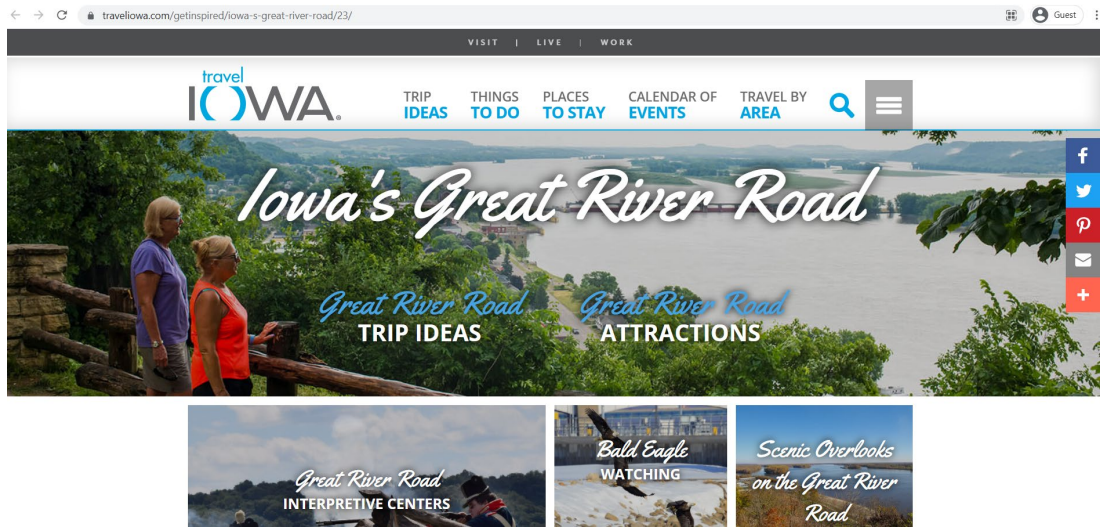 traveliowa.com/getinspired/iowa-s-great-river-road/23/
Guest
VISIT | LIVE | WORK
travel
IOWA®
TRIP
IDEAS
THINGS
TO DO
PLACES
TO STAY
CALENDAR OF
EVENTS
TRAVEL BY
AREA
Iowa's Great River Road
Great River Road
TRIP IDEAS
Great River Road
ATTRACTIONS
Great River Road
INTERPRETIVE CENTERS
Bald Eagle
WATCHING
Scenic Overlooks
on the Great River
Road